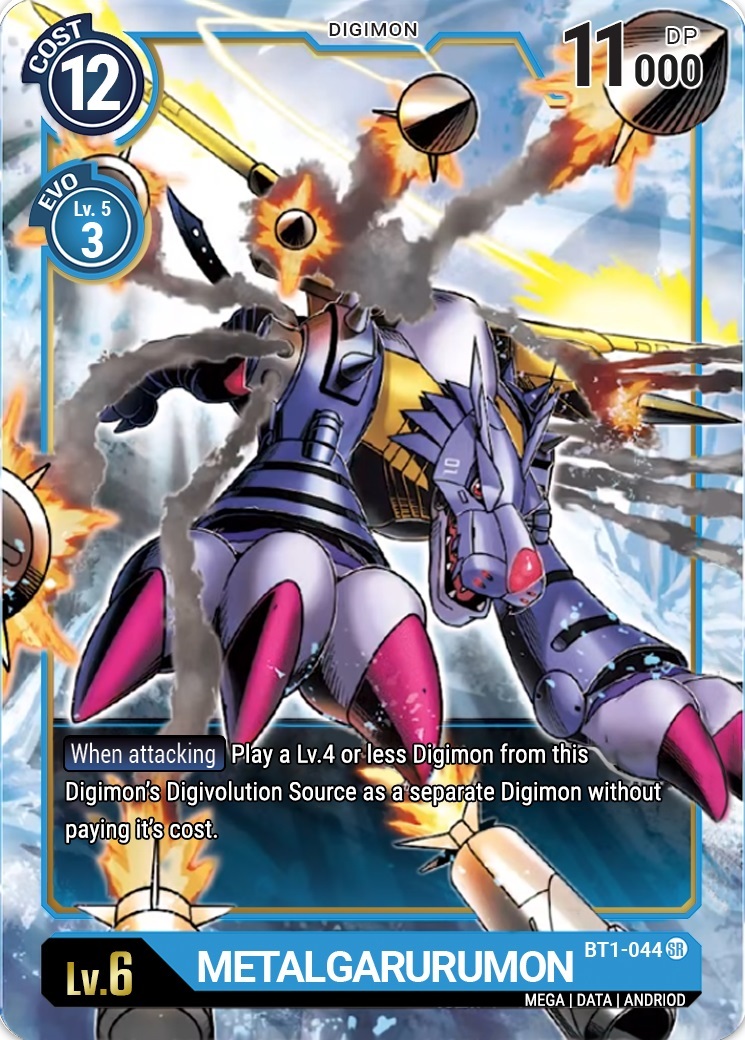 DIGIMON
COST
12
DP
11000
EVO
Lv. 5
3
10
When attacking Play a Lv.4 or less Digimon from this
Digimon's Digivolution Source as a separate Digimon without
paying it's cost.
Lv.6
METALGARURUMON
BT1-044 SR
MEGA | DATA | ANDRIOD